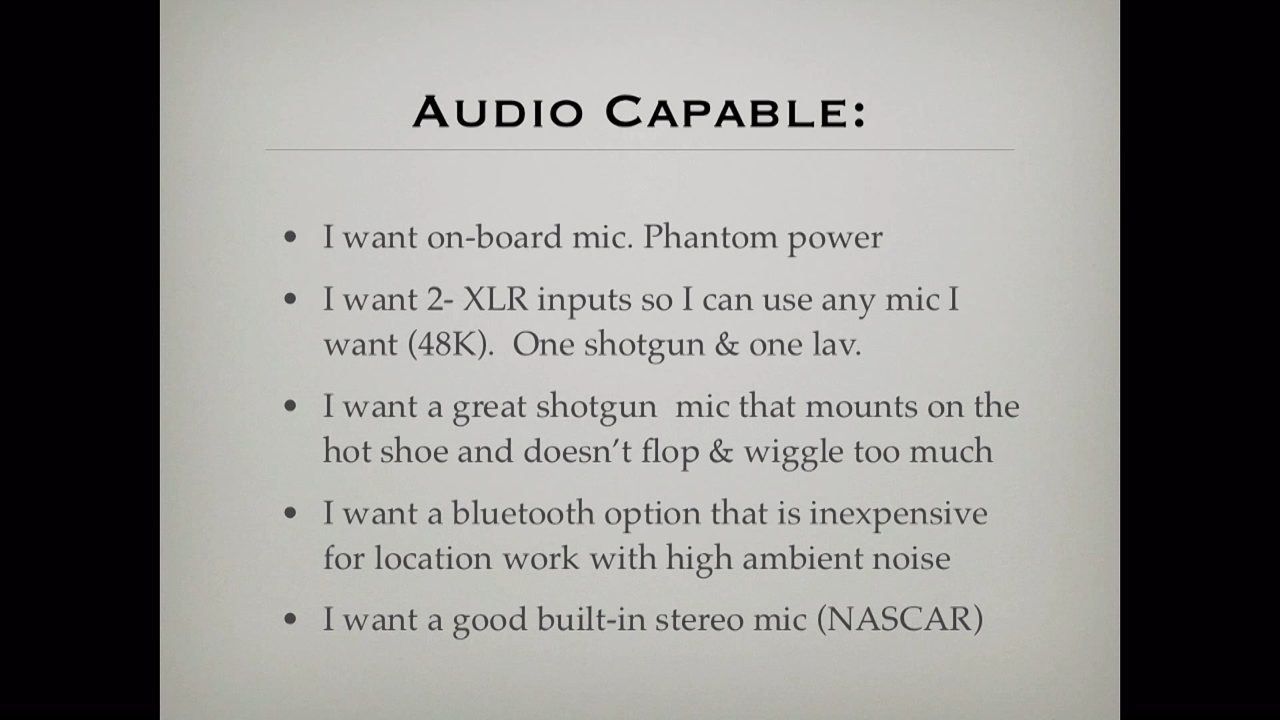 AUDIO CAPABLE:
• I want on-board mic. Phantom power
• I want 2- XLR inputs so I can use any mic I
want (48K).  One shotgun & one lav.
• I want a great shotgun  mic that mounts on the
hot shoe and doesn’t flop & wiggle too much
• I want a bluetooth option that is inexpensive
for location work with high ambient noise
• I want a good built-in stereo mic (NASCAR)